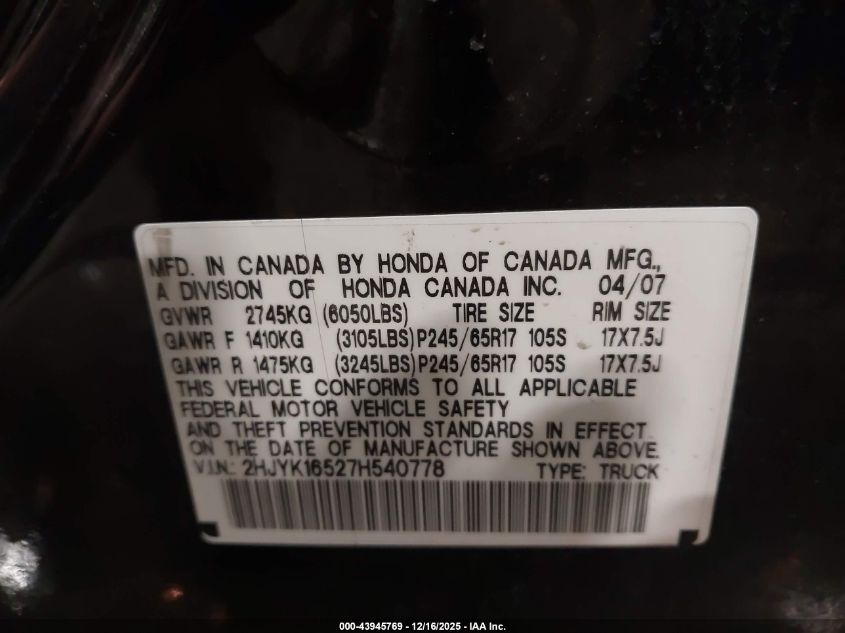 MFD. IN CANADA BY HONDA OF CANADA MFG.,
A DIVISION OF HONDA CANADA INC. 04/07
GVWR 2745KG (6050LBS) TIRE SIZE RIM SIZE
GAWR F 1410KG (3105LBS) P245/65R17 105S 17X7.5J
GAWR R 1475KG (3245LBS) P245/65R17 105S 17X7.5J
THIS VEHICLE CONFORMS TO ALL APPLICABLE
FEDERAL MOTOR VEHICLE SAFETY
AND THEFT PREVENTION STANDARDS IN EFFECT
ON THE DATE OF MANUFACTURE SHOWN ABOVE.
V.I.N.: 2HJYK16527H540778 TYPE: TRUCK
000-43945769 - 12/16/2025 - IAA Inc.